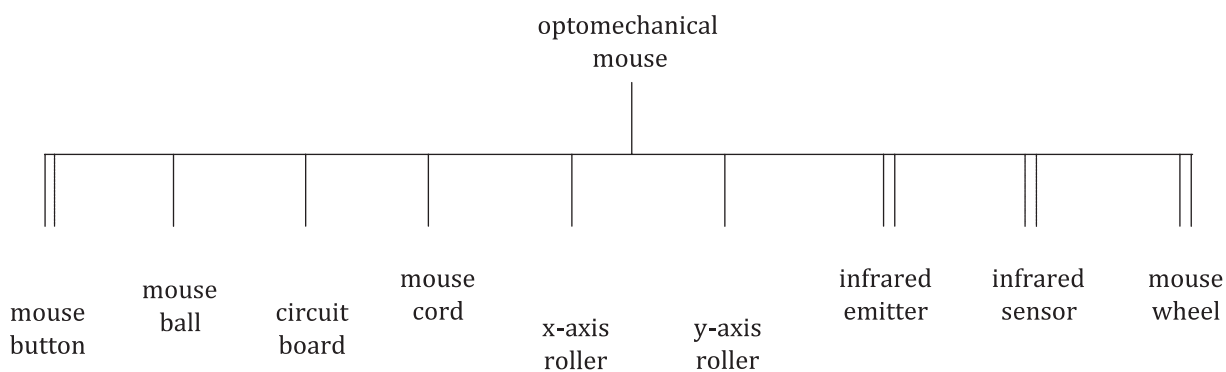 optomechanical
mouse
mouse
button
mouse
ball
circuit
board
mouse
cord
x-axis
roller
y-axis
roller
infrared
emitter
infrared
sensor
mouse
wheel